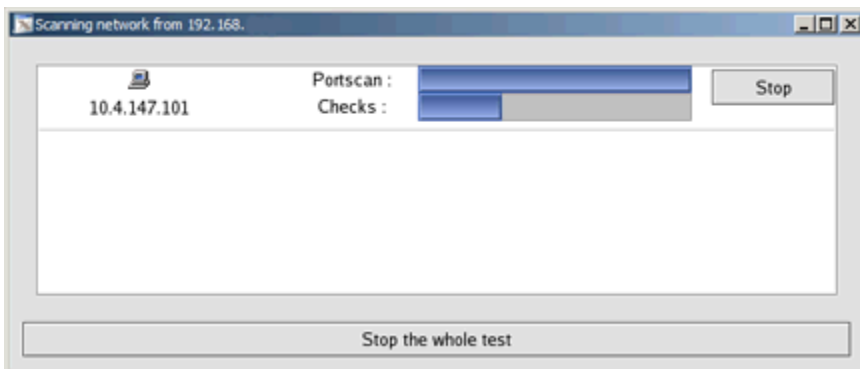 Scanning network from 192.168.
Portscan :
Stop
10.4.147.101
Checks :
Stop the whole test